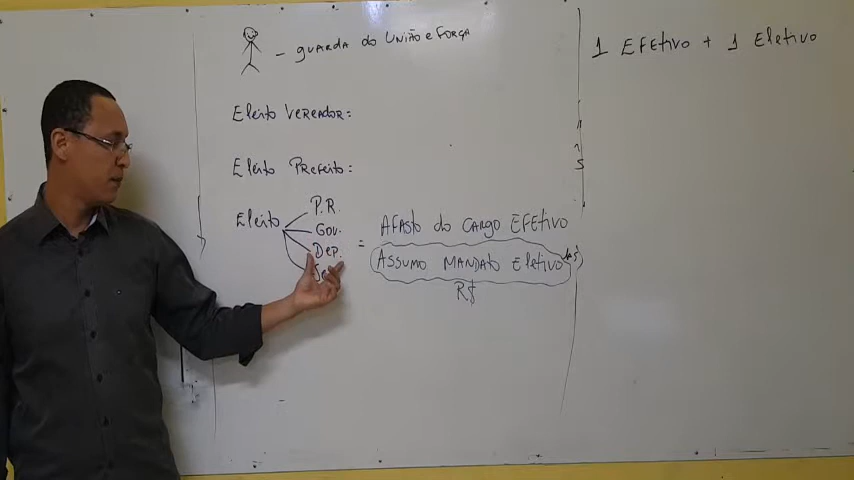 - guarda do União e Força
1 Efetivo + 1 Eletivo
Eleito Vereador:
Eleito Prefeito:
P.R.
Eleito Gov. = Afasto do cargo Efetivo
Dep.
Assumo Mandato Eletivo
R$